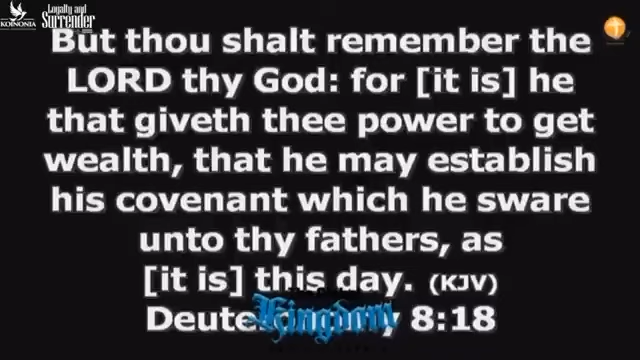 KOINONIA
Loyalty and
Surrender
But thou shalt remember the
LORD thy God: for [it is] he
that giveth thee power to get
wealth, that he may establish
his covenant which he sware
unto thy fathers, as
[it is] this day. (KJV)
Kingdom
8:18